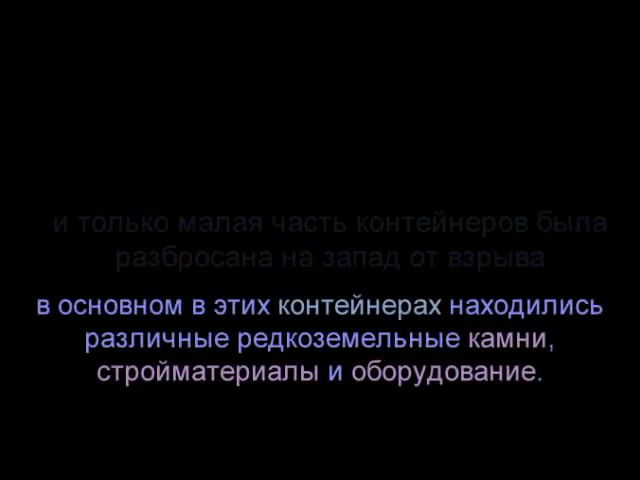 и только малая часть контейнеров была
разбросана на запад от взрыва
в основном в этих контейнерах находились
различные редкоземельные камни,
стройматериалы и оборудование.